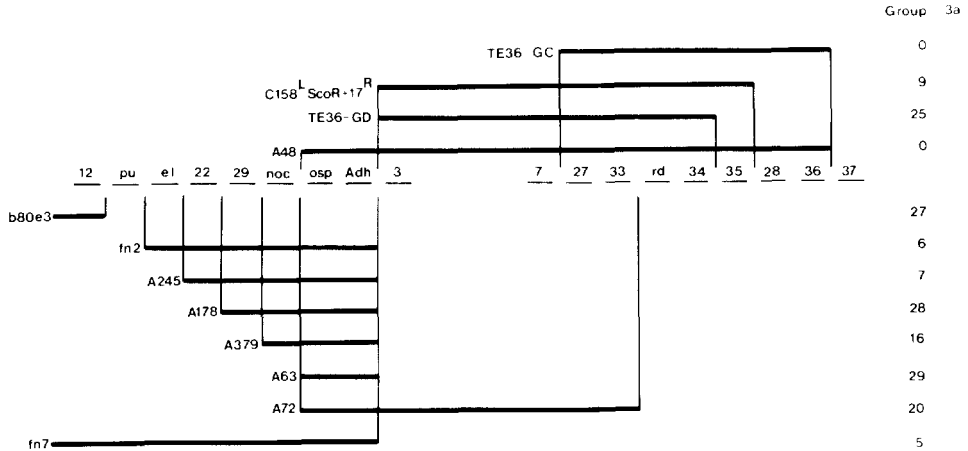 Group 3a
TE36 GC 0
C158LScoR+17R 9
TE36-GD 25
A48 0
12 pu el 22 29 noc osp Adh 3 7 27 33 rd 34 35 28 36 37
b80e3 27
fn2 6
A245 7
A178 28
A379 16
A63 29
A72 20
fn7 5